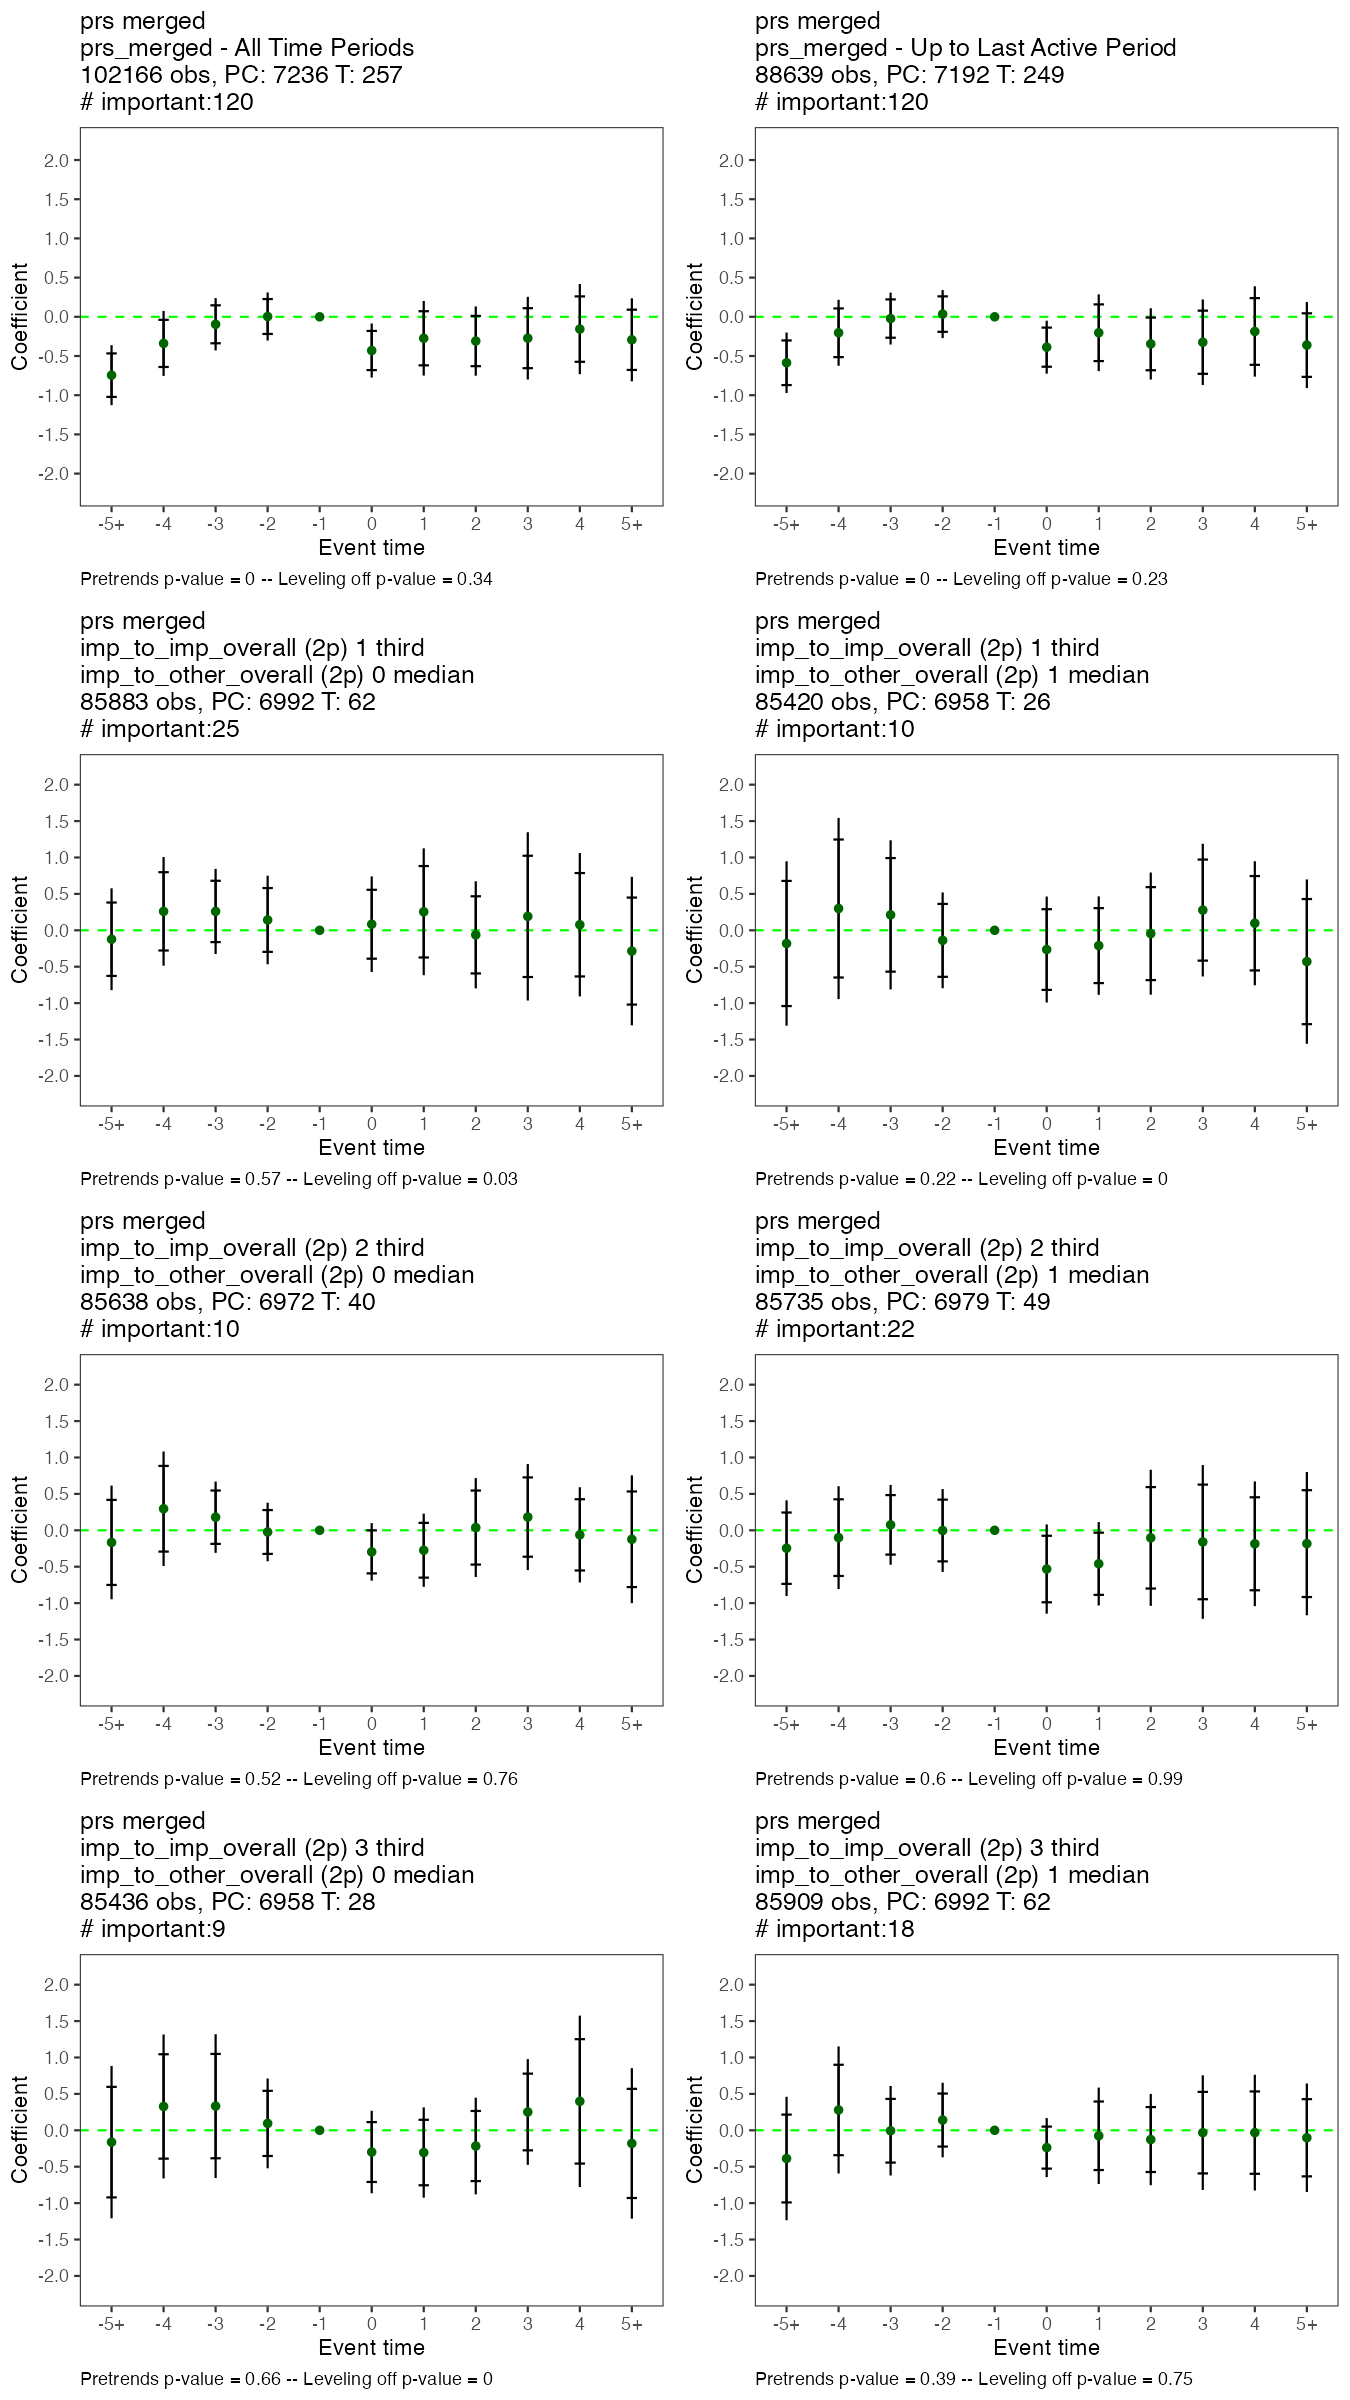 prs merged
prs_merged - All Time Periods
102166 obs, PC: 7236 T: 257
# important:120
2.0
1.5
1.0
0.5
0.0
-0.5
-1.0
-1.5
-2.0
Coefficient
-5+ -4 -3 -2 -1 0 1 2 3 4 5+
Event time
Pretrends p-value = 0 -- Leveling off p-value = 0.34
prs merged
prs_merged - Up to Last Active Period
88639 obs, PC: 7192 T: 249
# important:120
2.0
1.5
1.0
0.5
0.0
-0.5
-1.0
-1.5
-2.0
Coefficient
-5+ -4 -3 -2 -1 0 1 2 3 4 5+
Event time
Pretrends p-value = 0 -- Leveling off p-value = 0.23
prs merged
imp_to_imp_overall (2p) 1 third
imp_to_other_overall (2p) 0 median
85883 obs, PC: 6992 T: 62
# important:25
2.0
1.5
1.0
0.5
0.0
-0.5
-1.0
-1.5
-2.0
Coefficient
-5+ -4 -3 -2 -1 0 1 2 3 4 5+
Event time
Pretrends p-value = 0.57 -- Leveling off p-value = 0.03
prs merged
imp_to_imp_overall (2p) 1 third
imp_to_other_overall (2p) 1 median
85420 obs, PC: 6958 T: 26
# important:10
2.0
1.5
1.0
0.5
0.0
-0.5
-1.0
-1.5
-2.0
Coefficient
-5+ -4 -3 -2 -1 0 1 2 3 4 5+
Event time
Pretrends p-value = 0.22 -- Leveling off p-value = 0
prs merged
imp_to_imp_overall (2p) 2 third
imp_to_other_overall (2p) 0 median
85638 obs, PC: 6972 T: 40
# important:10
2.0
1.5
1.0
0.5
0.0
-0.5
-1.0
-1.5
-2.0
Coefficient
-5+ -4 -3 -2 -1 0 1 2 3 4 5+
Event time
Pretrends p-value = 0.52 -- Leveling off p-value = 0.76
prs merged
imp_to_imp_overall (2p) 2 third
imp_to_other_overall (2p) 1 median
85735 obs, PC: 6979 T: 49
# important:22
2.0
1.5
1.0
0.5
0.0
-0.5
-1.0
-1.5
-2.0
Coefficient
-5+ -4 -3 -2 -1 0 1 2 3 4 5+
Event time
Pretrends p-value = 0.6 -- Leveling off p-value = 0.99
prs merged
imp_to_imp_overall (2p) 3 third
imp_to_other_overall (2p) 0 median
85436 obs, PC: 6958 T: 28
# important:9
2.0
1.5
1.0
0.5
0.0
-0.5
-1.0
-1.5
-2.0
Coefficient
-5+ -4 -3 -2 -1 0 1 2 3 4 5+
Event time
Pretrends p-value = 0.66 -- Leveling off p-value = 0
prs merged
imp_to_imp_overall (2p) 3 third
imp_to_other_overall (2p) 1 median
85909 obs, PC: 6992 T: 62
# important:18
2.0
1.5
1.0
0.5
0.0
-0.5
-1.0
-1.5
-2.0
Coefficient
-5+ -4 -3 -2 -1 0 1 2 3 4 5+
Event time
Pretrends p-value = 0.39 -- Leveling off p-value = 0.75